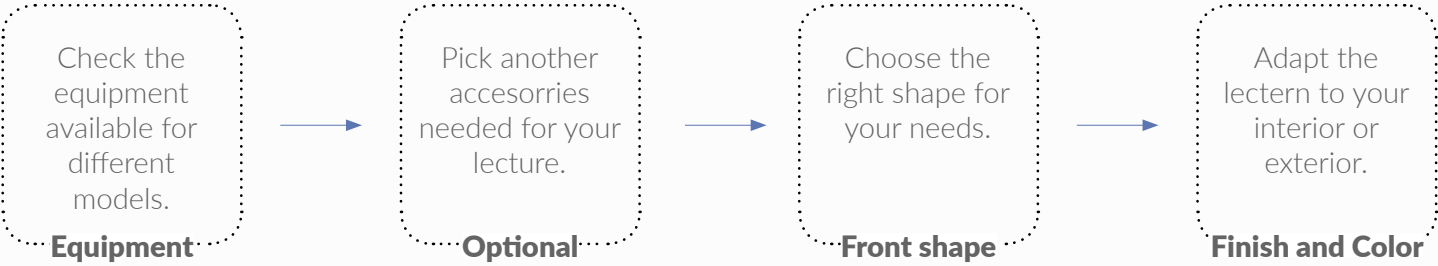 Check the
equipment
available for
different
models.
Equipment
Pick another
accesorries
needed for your
lecture.
Optional
Choose the
right shape for
your needs.
Front shape
Adapt the
lectern to your
interior or
exterior.
Finish and Color